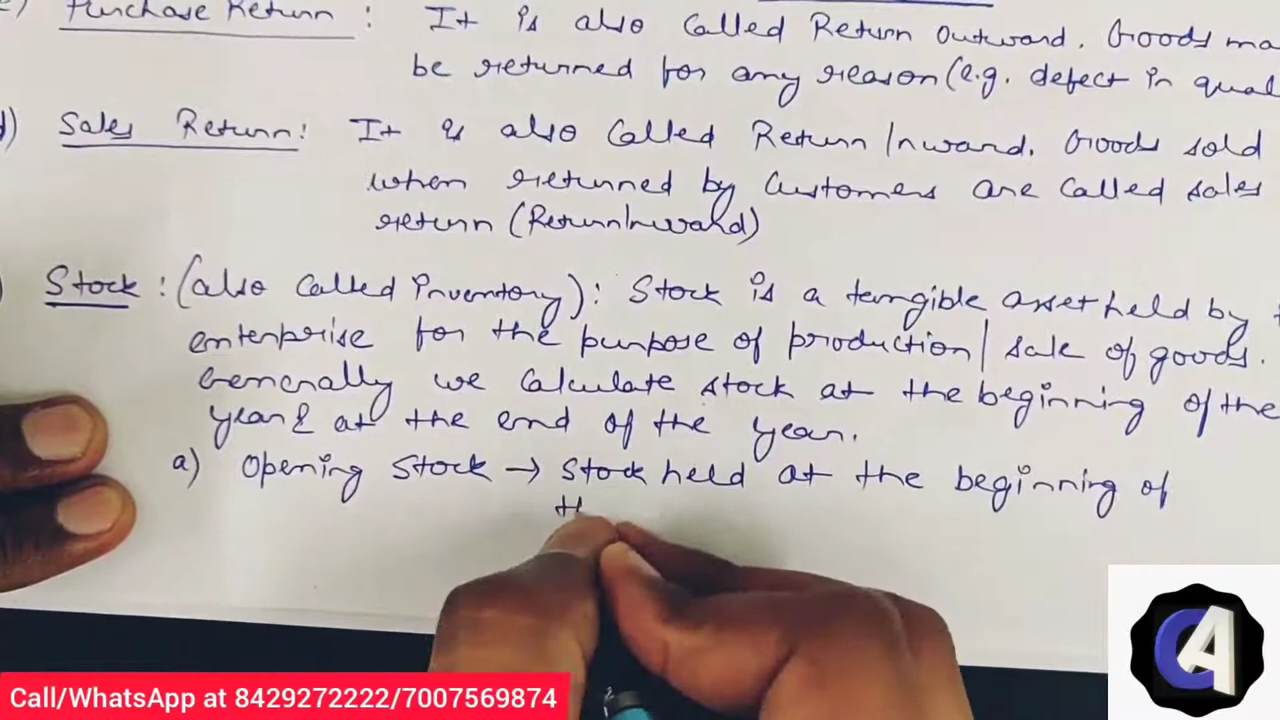 Purchase Return : It is also called Return Outward. Goods
be returned for any reason (e.g. defect in
d) Sales Return: It is also called Return Inward. Goods sold
when returned by customers are called sales
return (Return Inward)
Stock : (also called inventory) : Stock is a tangible asset held by
enterprise for the purpose of production/sale of goods.
Generally we calculate stock at the beginning of the
year & at the end of the year.
a) Opening Stock → Stock held at the beginning of
CA
Call/WhatsApp at 8429272222/7007569874